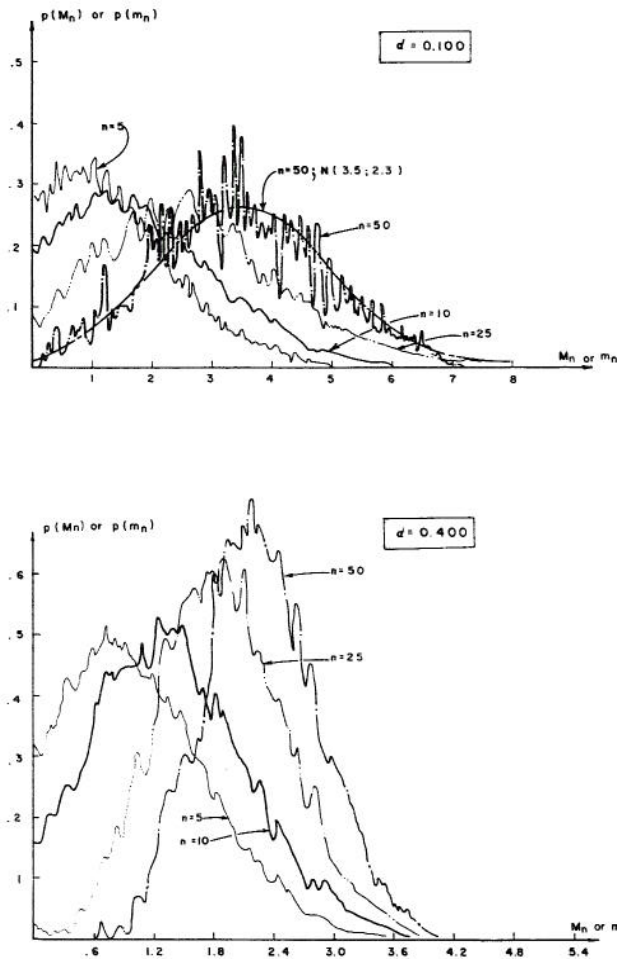 p(Mn) or p(mn)
d = 0.100
.5
.4
n=5
n=50; N(3.5; 2.3)
.3
n=50
.2
.1
n=10
n=25
Mn or mn
1 2 3 4 5 6 7 8
p(Mn) or p(mn)
d = 0.400
.6
n=50
.5
n=25
.4
.3
.2
n=5
n=10
.1
Mn or m
.6 1.2 1.8 2.4 3.0 3.6 4.2 4.8 5.4